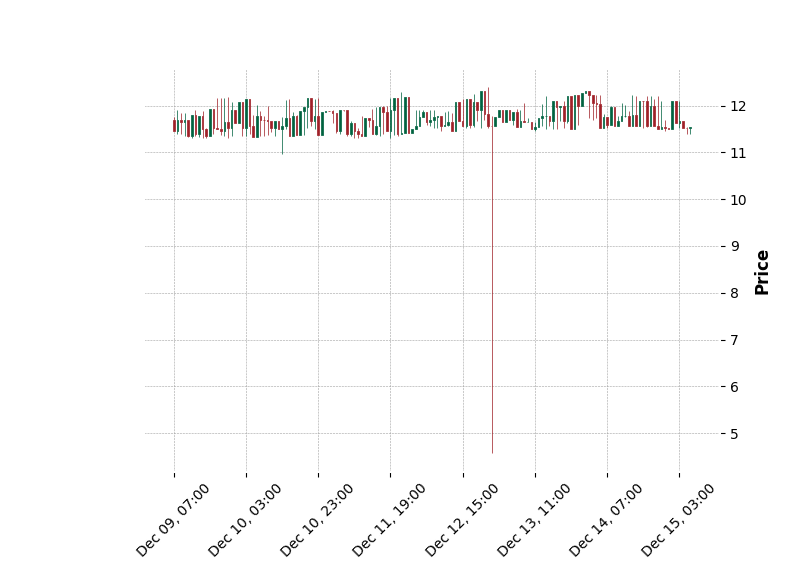 12
11
10
9
8
7
6
5
Price
Dec 09, 07:00
Dec 10, 03:00
Dec 10, 23:00
Dec 11, 19:00
Dec 12, 15:00
Dec 13, 11:00
Dec 14, 07:00
Dec 15, 03:00